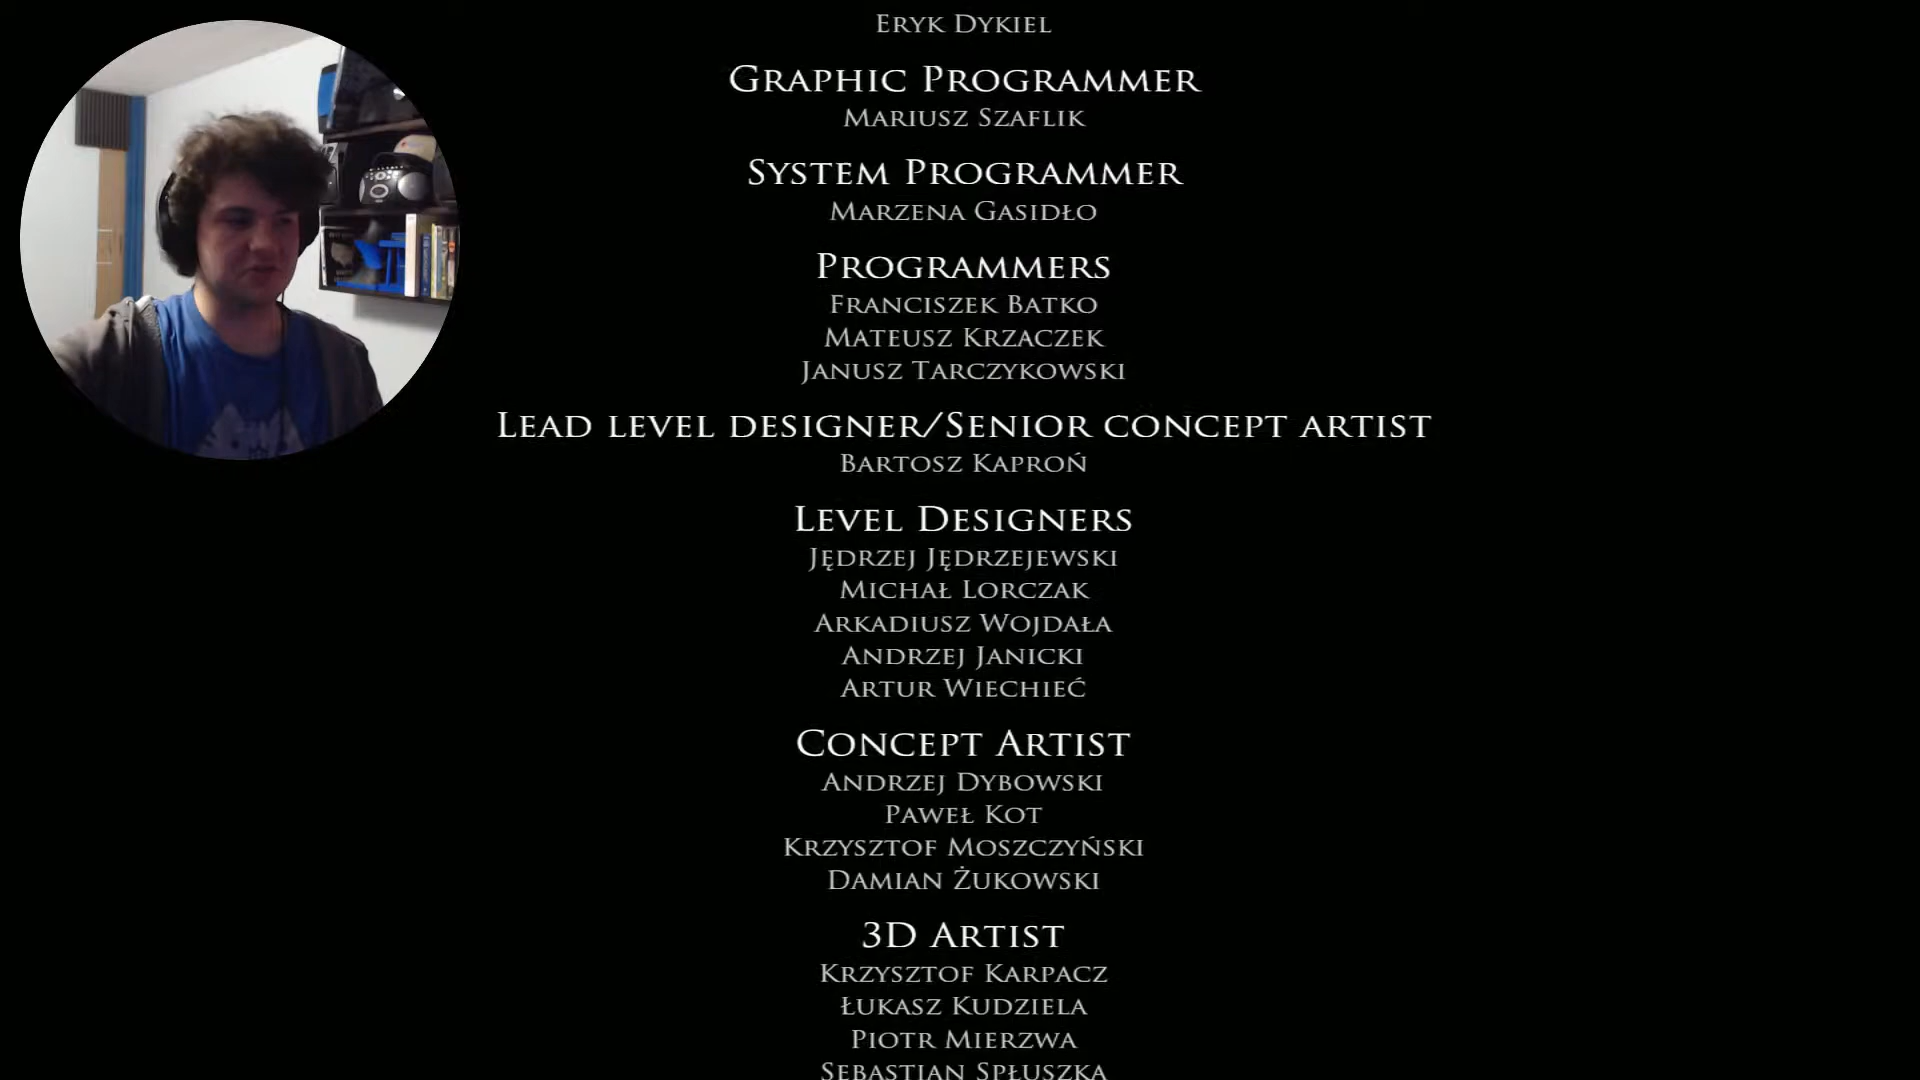 Eryk Dykiel
Graphic Programmer
Mariusz Szaflik
System Programmer
Marzena Gasidło
Programmers
Franciszek Batko
Mateusz Krzaczek
Janusz Tarczykowski
Lead level designer/Senior concept artist
Bartosz Kaproń
Level Designers
Jędrzej Jędrzejewski
Michał Lorczak
Arkadiusz Wojdała
Andrzej Janicki
Artur Wiechieć
Concept Artist
Andrzej Dybowski
Paweł Kot
Krzysztof Moszczyński
Damian Żukowski
3D Artist
Krzysztof Karpacz
Łukasz Kudziela
Piotr Mierzwa
Sebastian Spłuszka